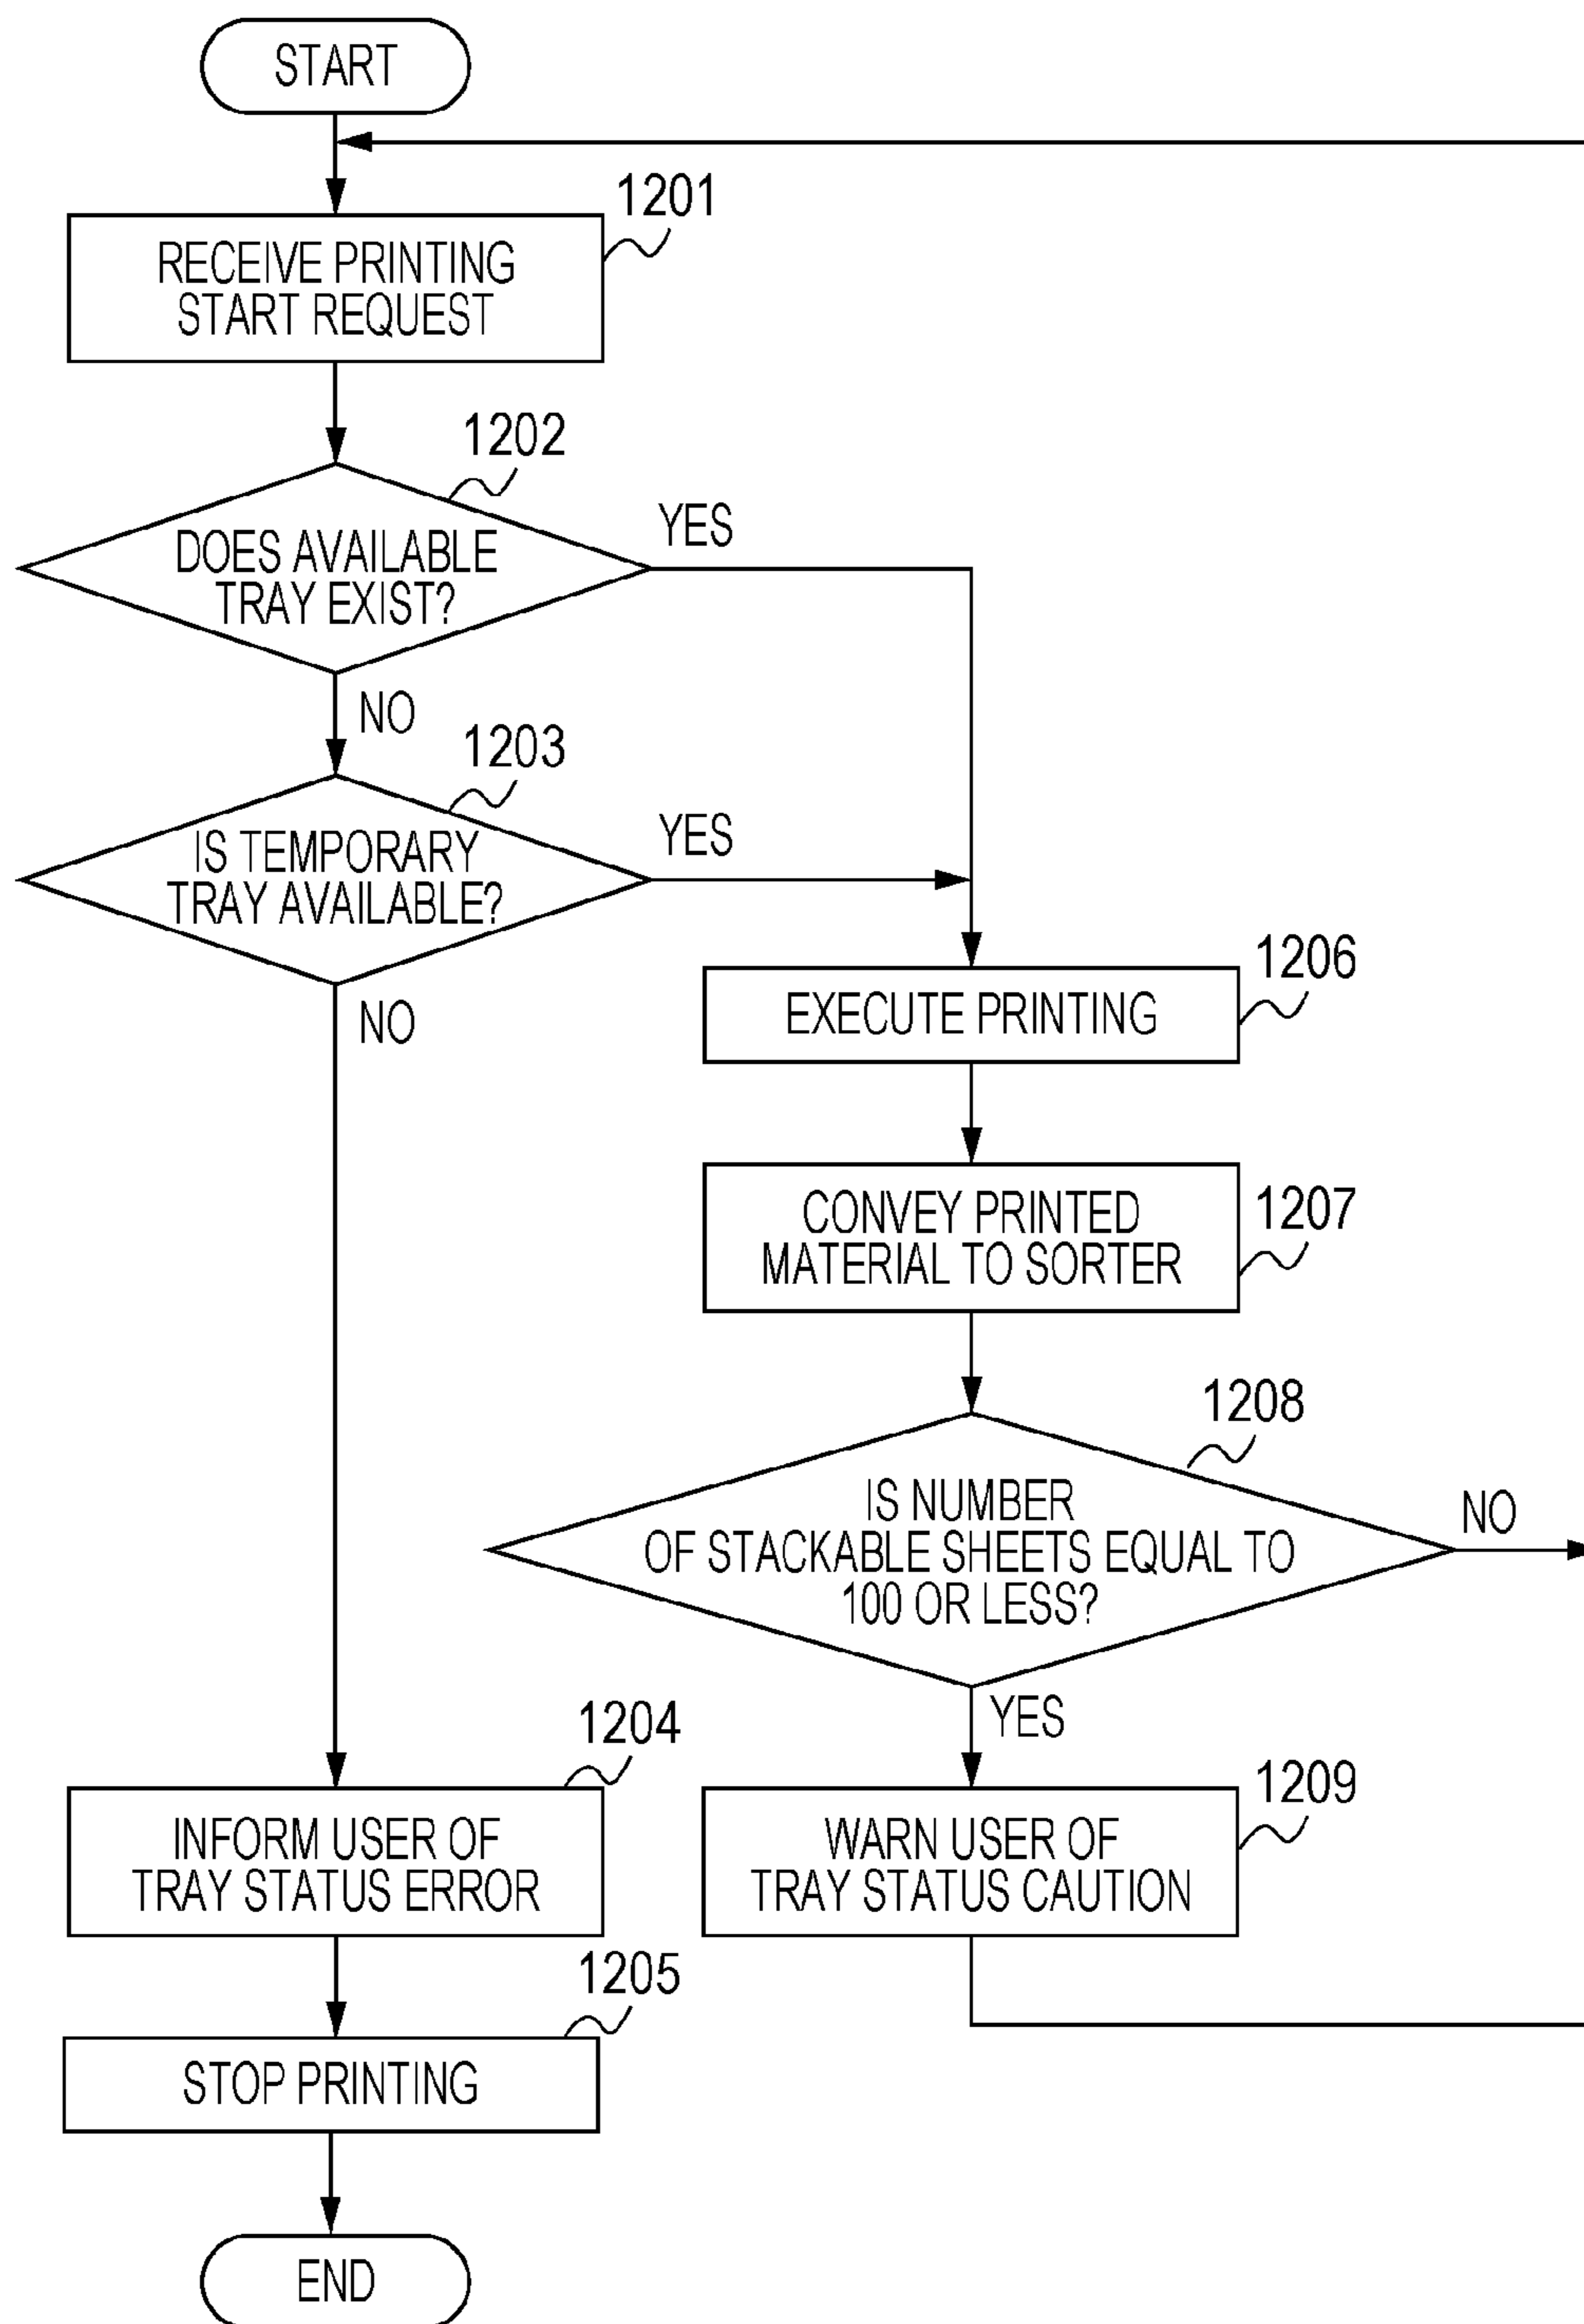 START
1201
RECEIVE PRINTING
START REQUEST
1202
DOES AVAILABLE
TRAY EXIST?
YES
NO
1203
IS TEMPORARY
TRAY AVAILABLE?
YES
NO
1206
EXECUTE PRINTING
1207
CONVEY PRINTED
MATERIAL TO SORTER
1208
IS NUMBER
OF STACKABLE SHEETS EQUAL TO
100 OR LESS?
NO
YES
1204
INFORM USER OF
TRAY STATUS ERROR
1209
WARN USER OF
TRAY STATUS CAUTION
1205
STOP PRINTING
END